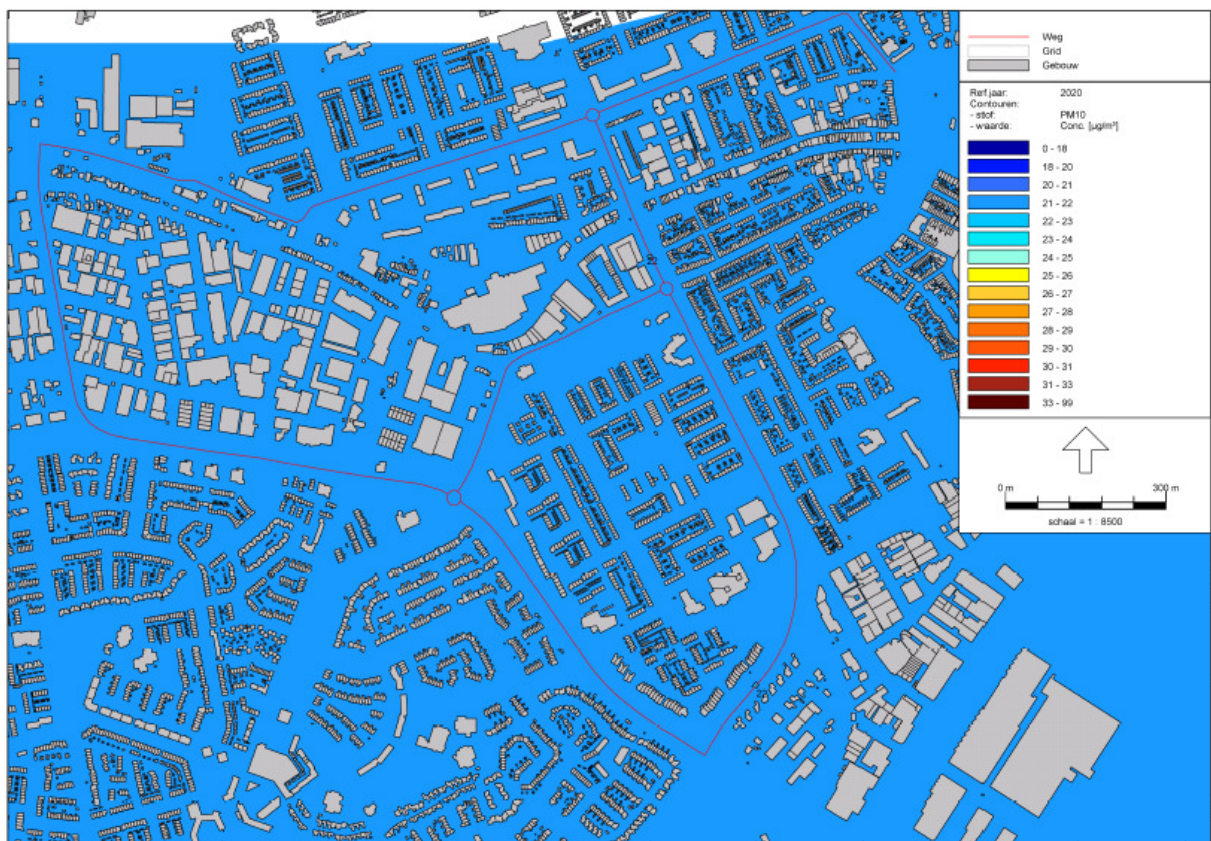 Weg
Grid
Gebouw
Ref.jaar: 2020
Contouren:
- stof: PM10
- waarde: Conc. [µg/m³]
0 - 18
18 - 20
20 - 21
21 - 22
22 - 23
23 - 24
24 - 25
25 - 26
26 - 27
27 - 28
28 - 29
29 - 30
30 - 31
31 - 33
33 - 99
0 m 300 m
schaal = 1 : 8500